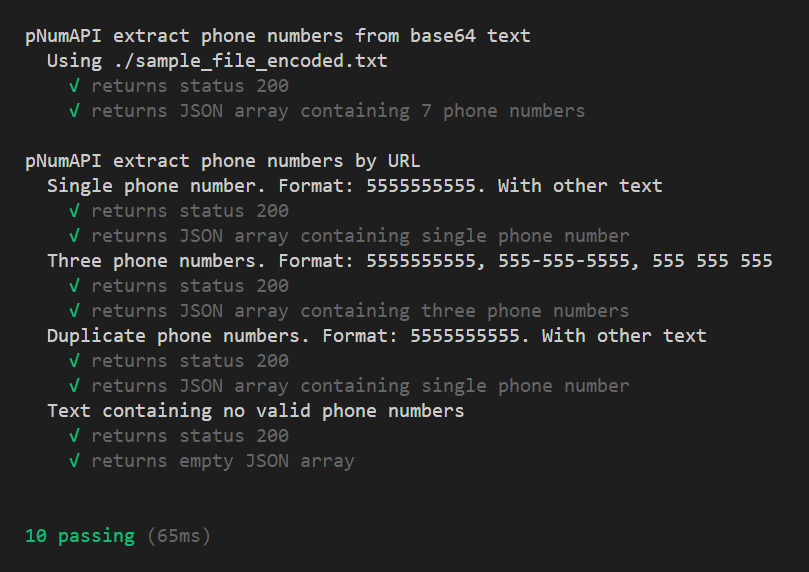 pNumAPI extract phone numbers from base64 text
Using ./sample_file_encoded.txt
√ returns status 200
√ returns JSON array containing 7 phone numbers
pNumAPI extract phone numbers by URL
Single phone number. Format: 5555555555. With other text
√ returns status 200
√ returns JSON array containing single phone number
Three phone numbers. Format: 5555555555, 555-555-5555, 555 555 555
√ returns status 200
√ returns JSON array containing three phone numbers
Duplicate phone numbers. Format: 5555555555. With other text
√ returns status 200
√ returns JSON array containing single phone number
Text containing no valid phone numbers
√ returns status 200
√ returns empty JSON array
10 passing (65ms)